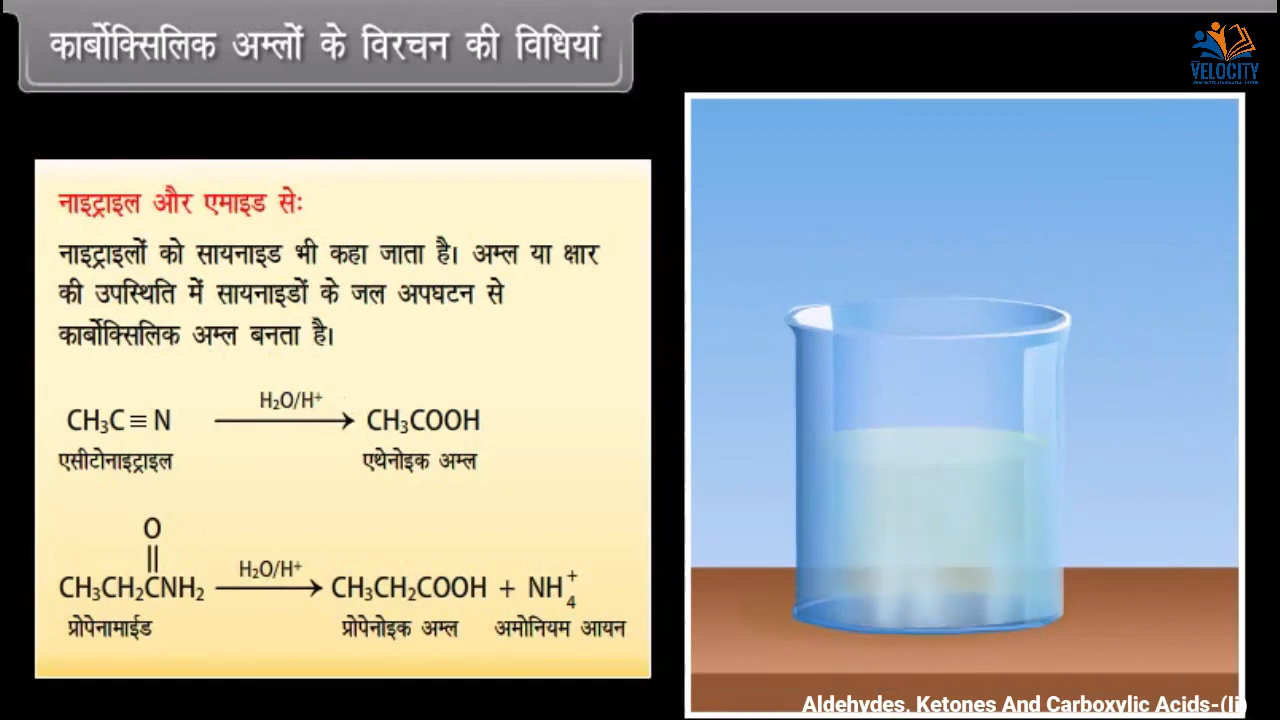 कार्बोक्सिलिक अम्लों के विरचन की विधियां
VELOCITY
नाइट्राइल और एमाइड से:
नाइट्राइलों को सायनाइड भी कहा जाता है। अम्ल या क्षार
की उपस्थिति में सायनाइडों के जल अपघटन से
कार्बोक्सिलिक अम्ल बनता है।
H₂O/H⁺
CH₃C ≡ N ⟶ CH₃COOH
एसीटोनाइट्राइल एथेनोइक अम्ल
O
||
H₂O/H⁺
CH₃CH₂CNH₂ ⟶ CH₃CH₂COOH + NH₄⁺
प्रोपेनामाईड प्रोपेनोइक अम्ल अमोनियम आयन
Aldehydes, Ketones And Carboxylic Acids-(Ii)